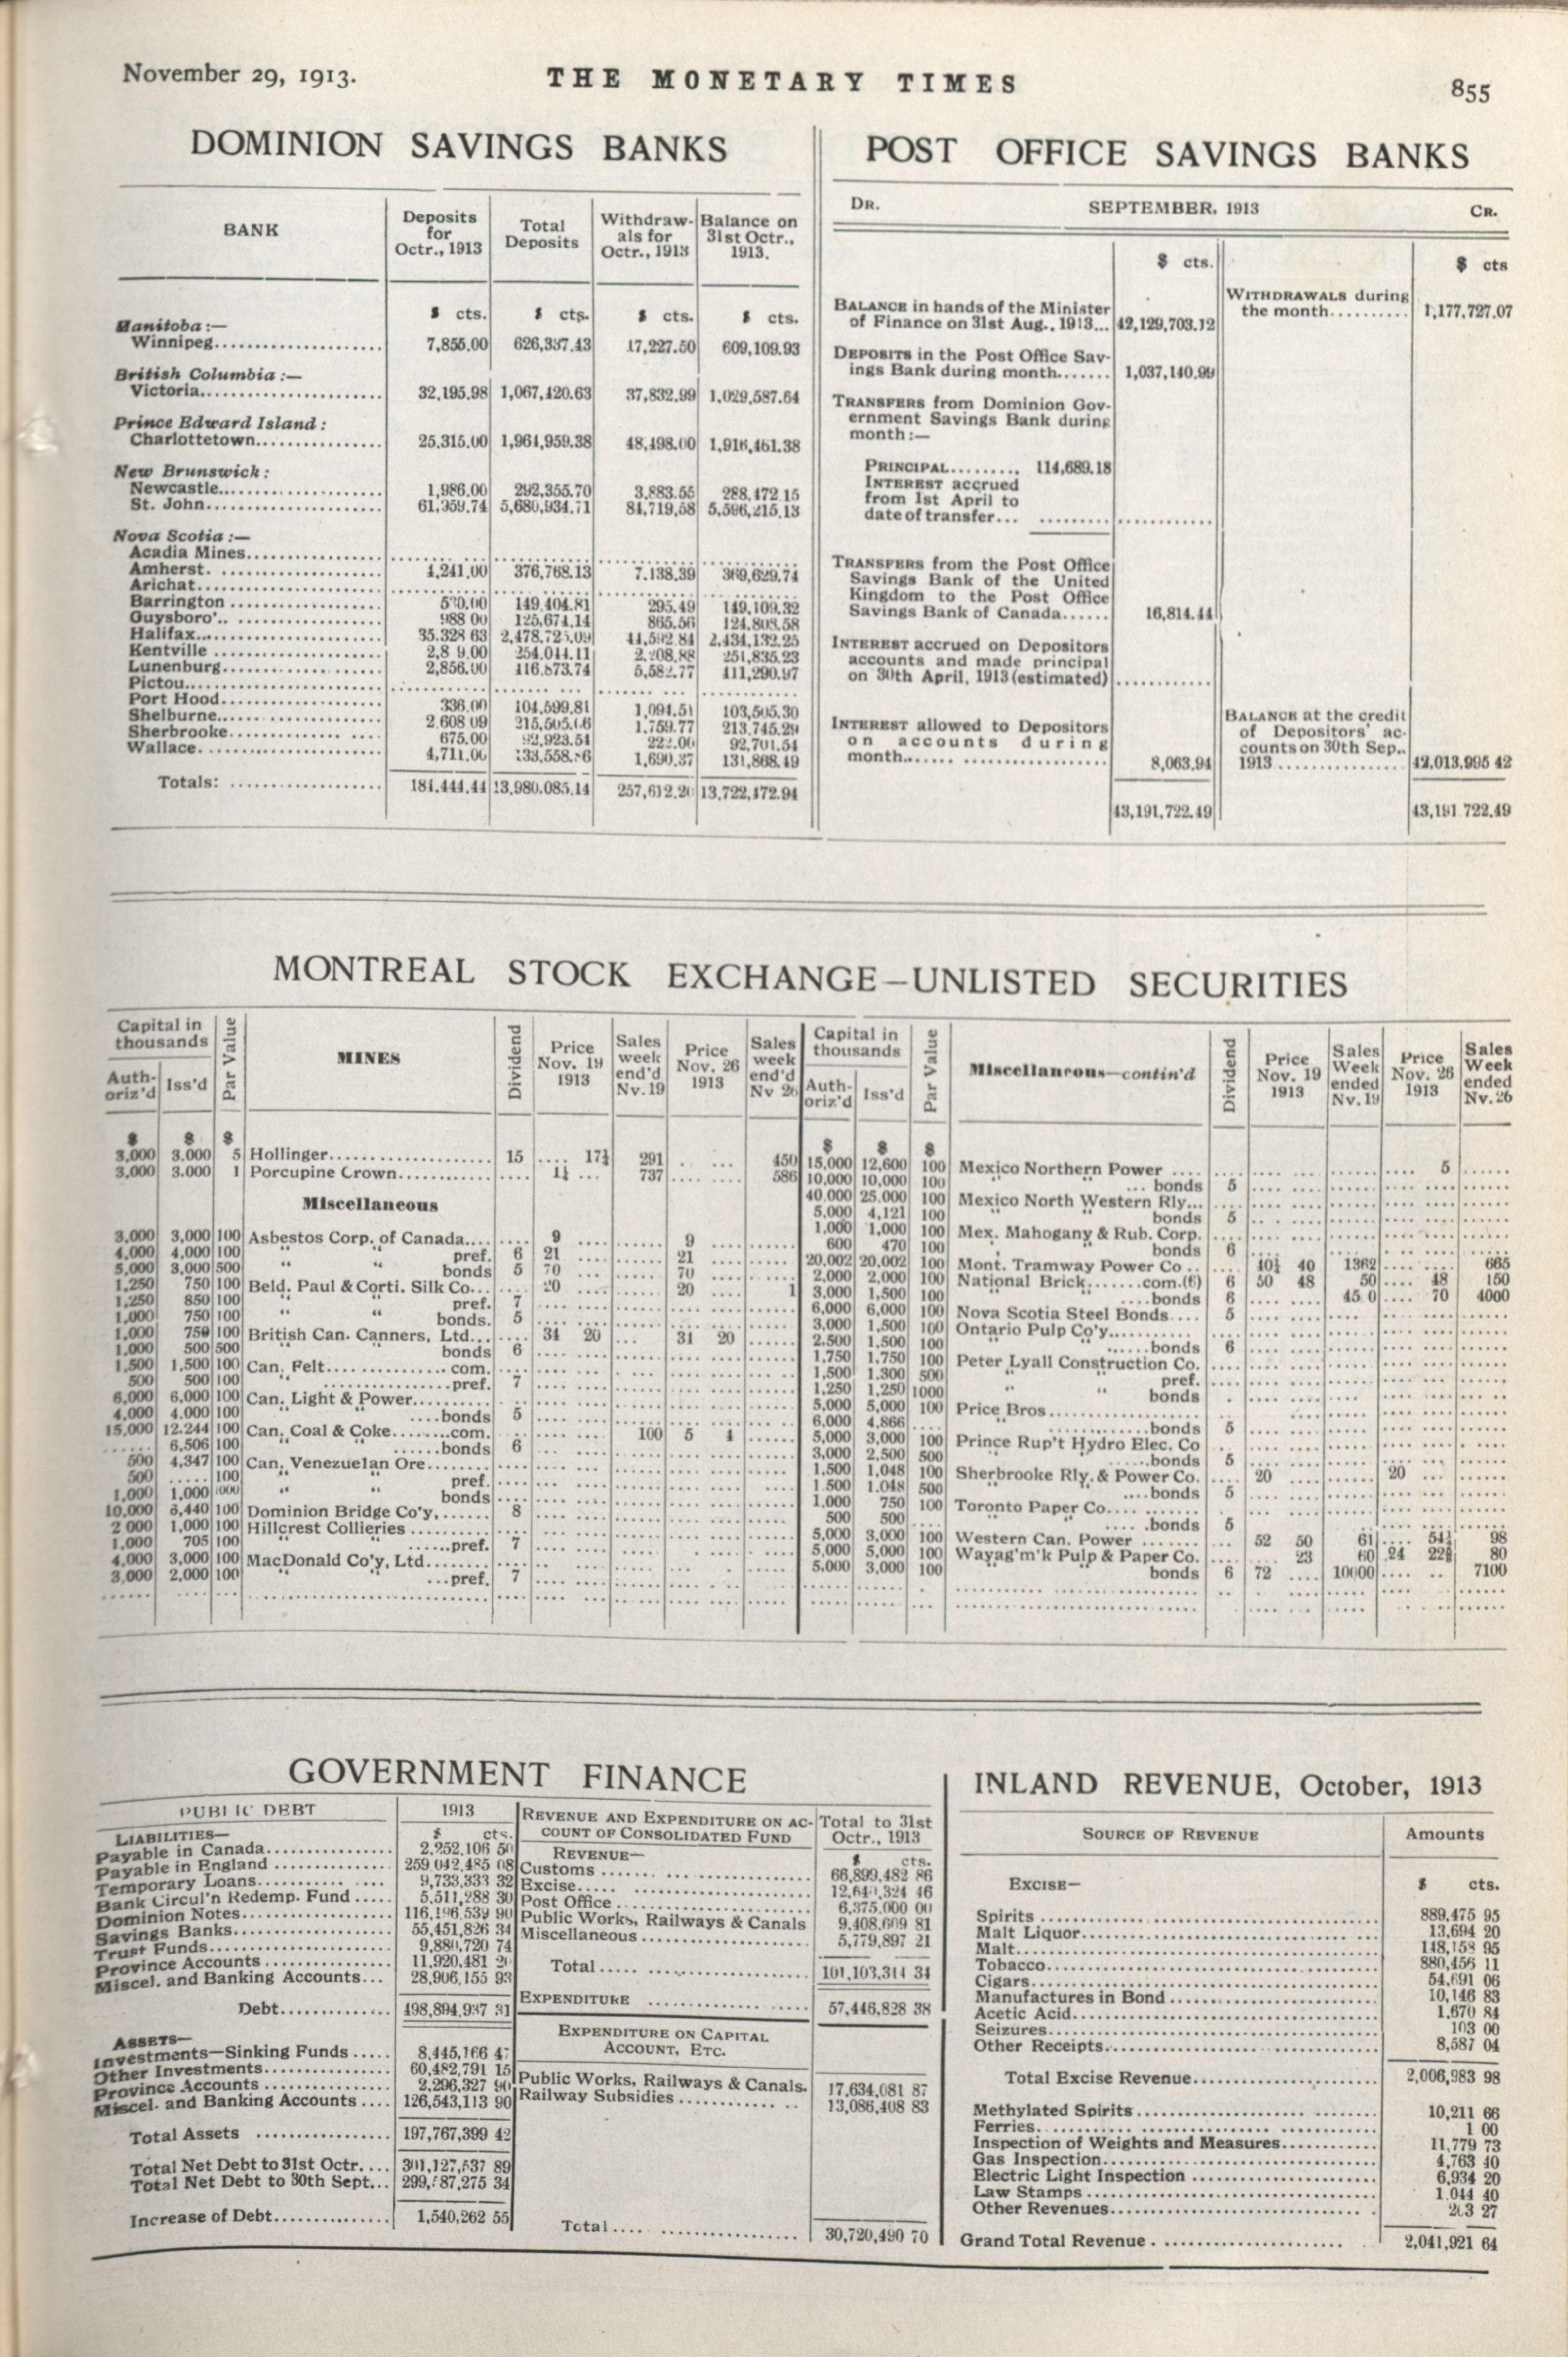 November 29, 1913.
THE MONETARY TIMES
855
DOMINION SAVINGS BANKS
BANK
Deposits for Octr., 1913
Total Deposits
Withdraw-als for Octr., 1913
Balance on 31st Octr., 1913.
$ cts. $ cts. $ cts. $ cts.
Manitoba:—
Winnipeg 7,855.00 626,337.43 17,227.50 609,109.93
British Columbia:—
Victoria 32,195.98 1,067,420.63 37,832.99 1,029,587.64
Prince Edward Island:
Charlottetown 25,315.00 1,964,959.38 48,498.00 1,916,461.38
New Brunswick:
Newcastle 1,986.00 292,355.70 3,883.55 288,472.15
St. John 61,359.74 5,680,934.71 84,719.58 5,596,215.13
Nova Scotia:—
Acadia Mines
Amherst 4,241.00 376,768.13 7,138.39 369,629.74
Arichat
Barrington 149,404.81 295.49 149,109.32
Guysboro' 988 00 125,674.14 865.56 124,808.58
Halifax 35,328 63 44,592.84 2,434,132.25
Kentville 254,044.11 2,208.88 251,835.23
Lunenburg 2,856.00 416,873.74 5,582.77 411,290.97
Pictou
Port Hood 336.00 104,599.81 1,094.51 103,505.30
Shelburne 2,608 09 1,759.77 213,745.29
Sherbrooke 675.00 92,923.54 222.00 92,701.54
Wallace 4,711.00 133,558.86 1,690.37 131,868.49
Totals: 181,444.44 13,980,085.14 257,612.20 13,722,472.94
POST OFFICE SAVINGS BANKS
DR. SEPTEMBER, 1913 CR.
$ cts. $ cts
BALANCE in hands of the Minister
of Finance on 31st Aug., 1913... 42,129,703.12
DEPOSITS in the Post Office Sav-
ings Bank during month....... 1,037,140.99
TRANSFERS from Dominion Gov-
ernment Savings Bank during
month:—
PRINCIPAL......... 114,689.18
INTEREST accrued
from 1st April to
date of transfer...
TRANSFERS from the Post Office
Savings Bank of the United
Kingdom to the Post Office
Savings Bank of Canada...... 16,814.44
INTEREST accrued on Depositors
accounts and made principal
on 30th April, 1913 (estimated)
INTEREST allowed to Depositors
on accounts during
month 8,063.94
43,191,722.49
WITHDRAWALS during
the month.......... 1,177,727.07
BALANCE at the credit
of Depositors' ac-
counts on 30th Sep..
1913 42,013,995 42
43,191 722.49
MONTREAL STOCK EXCHANGE—UNLISTED SECURITIES
Capital in thousands
Auth-oriz'd
Iss'd
Par Value
MINES
Dividend
Price Nov. 19 1913
Sales week end'd Nv. 19
Price Nov. 26 1913
Sales week end'd Nv 26
$ $ $
3,000 3,000 5 Hollinger 15 291 450
3,000 3,000 1 Porcupine Crown 737 586
Miscellaneous
3,000 3,000 100 Asbestos Corp. of Canada 9 9
4,000 4,000 100 " " pref. 6 21 21
5,000 3,000 500 " " bonds 5 70 70
1,250 750 100 Beld. Paul & Corti. Silk Co... 20 20 1
1,250 850 100 " " pref. 7
1,000 750 100 " " bonds. 5
1,000 750 100 British Can. Canners, Ltd... 31 20 31 20
1,000 500 500 " " bonds 6
1,500 1,500 100 Can. Felt com.
500 500 100 " pref. 7
6,000 6,000 100 Can. Light & Power
4,000 4,000 100 " " bonds 5
15,000 12,244 100 Can. Coal & Coke com. 100 5 4
6,506 100 " " bonds 6
500 4,347 100 Can. Venezuelan Ore
500 100 " " pref.
1,000 1,000 1000 " " bonds
10,000 100 Dominion Bridge Co'y, 8
2 000 1,000 100 Hillcrest Collieries
1,000 705 100 " pref. 7
4,000 3,000 100 MacDonald Co'y, Ltd
3,000 2,000 100 " pref. 7
Capital in thousands
Auth-oriz'd
Iss'd
Par Value
Miscellaneous—contin'd
Dividend
Price Nov. 19 1913
Sales Week ended Nv. 19
Price Nov. 26 1913
Sales Week ended Nv. 26
$ $ $
15,000 12,600 100 Mexico Northern Power 5
10,000 10,000 100 " bonds 5
40,000 25,000 100 Mexico North Western Rly...
5,000 4,121 100 " " bonds 5
1,000 1,000 100 Mex. Mahogany & Rub. Corp.
600 470 100 bonds 6
20,002 20,002 100 Mont. Tramway Power Co 40 1362 665
2,000 2,000 100 National Brick.......com. 6 50 48 50 48 150
3,000 1,500 100 " bonds 6 70 4000
6,000 6,000 100 Nova Scotia Steel Bonds 5
3,000 1,500 100 Ontario Pulp Co'y
2,500 1,500 100 " bonds 6
1,750 1,750 100 Peter Lyall Construction Co.
1,500 1,300 500 " " pref.
1,250 1,250 1000 " " bonds
5,000 5,000 100 Price Bros.
6,000 4,866 bonds 5
5,000 3,000 100 Prince Rup't Hydro Elec. Co
3,000 2,500 500 " bonds 5
1,500 1,048 100 Sherbrooke Rly. & Power Co. 20 20
1,500 1,048 500 " bonds 5
1,000 750 100 Toronto Paper Co.
500 500 " bonds 5
5,000 3,000 100 Western Can. Power 52 50 61 98
5,000 5,000 100 Wayag'm'k Pulp & Paper Co. 23 60 24 80
5,000 3,000 100 " bonds 6 72 10000 7100
GOVERNMENT FINANCE
PUBLIC DEBT 1913
LIABILITIES— $ cts.
Payable in Canada 2,252,106 50
Payable in England 259,042,485 08
Temporary Loans 9,733,333 32
Bank Circul'n Redemp. Fund 5,511,288 30
Dominion Notes 116,196,539 90
Savings Banks 55,451,826 34
Trust Funds 9,880,720 74
Province Accounts 11,920,481
Miscel. and Banking Accounts... 28,906,155 93
Debt 498,894,937 31
ASSETS—
Investments—Sinking Funds 8,445,166 47
Other Investments 60,482,791 15
Province Accounts 2,296,327 90
Miscel. and Banking Accounts 126,543,113 90
Total Assets 197,767,399 42
Total Net Debt to 31st Octr. 301,127,537 89
Total Net Debt to 30th Sept... 299,587,275 34
Increase of Debt 1,540,262 55
REVENUE AND EXPENDITURE ON AC-
COUNT OF CONSOLIDATED FUND
Total to 31st Octr., 1913
REVENUE— $ cts.
Customs 66,899,482 86
Excise 12,640,324 46
Post Office 6,375,000 00
Public Works, Railways & Canals 9,408,609 81
Miscellaneous 5,779,897 21
Total 101,103,314 34
EXPENDITURE 57,446,828 38
EXPENDITURE ON CAPITAL
ACCOUNT, ETC.
Public Works, Railways & Canals. 17,634,081 87
Railway Subsidies 13,086,408 83
Total 30,720,490 70
INLAND REVENUE, October, 1913
SOURCE OF REVENUE Amounts
EXCISE— $ cts.
Spirits 889,475 95
Malt Liquor 13,694 20
Malt 148,158 95
Tobacco 880,456 11
Cigars 54,691 06
Manufactures in Bond 10,146 83
Acetic Acid 1,670 84
Seizures 103 00
Other Receipts 8,587 04
Total Excise Revenue 2,006,983 98
Methylated Spirits 10,211 66
Ferries 1 00
Inspection of Weights and Measures 11,779 73
Gas Inspection 4,763 40
Electric Light Inspection 6,934 20
Law Stamps 1,044 40
Other Revenues 203 27
Grand Total Revenue 2,041,921 64